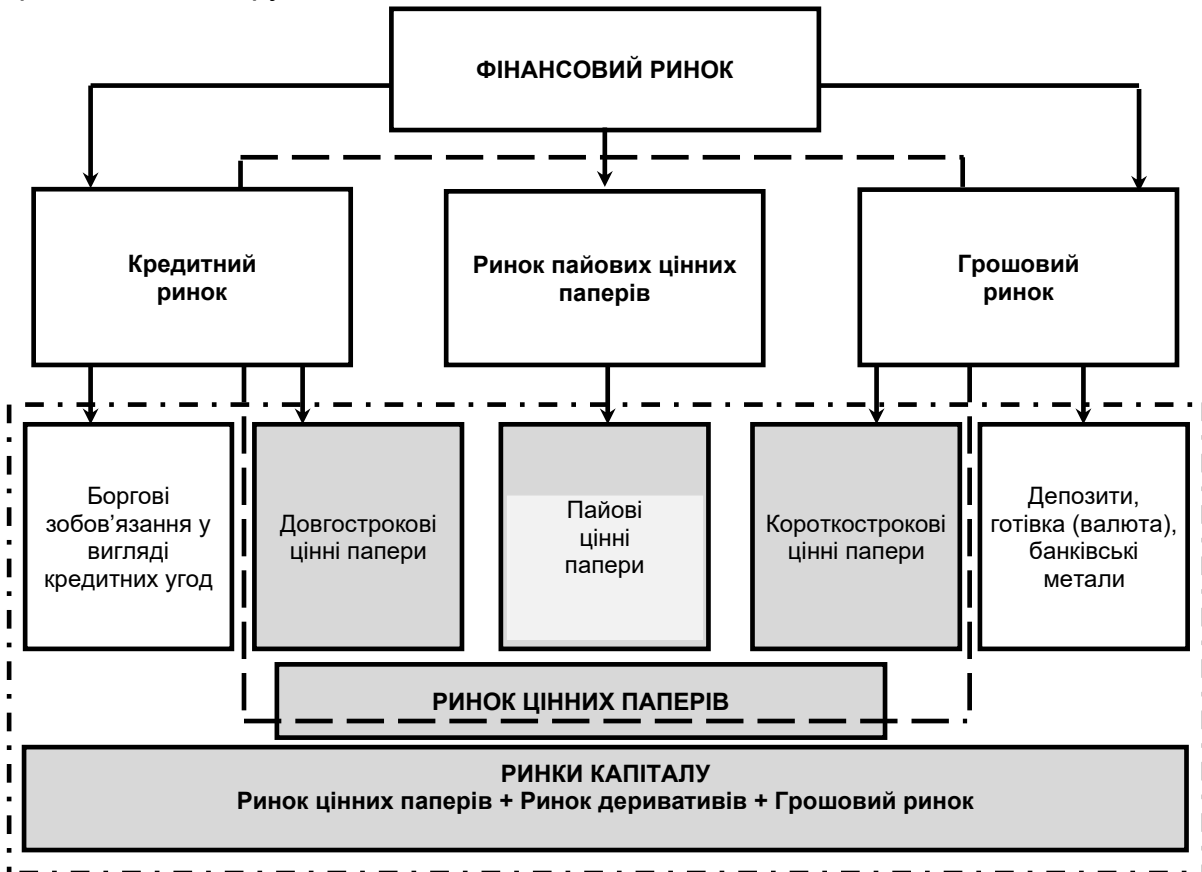 ФІНАНСОВИЙ РИНОК
Кредитний
ринок
Ринок пайових цінних
паперів
Грошовий
ринок
Боргові
зобов’язання у
вигляді
кредитних угод
Довгострокові
цінні папери
Пайові
цінні
папери
Короткострокові
цінні папери
Депозити,
готівка (валюта),
банківські
метали
РИНОК ЦІННИХ ПАПЕРІВ
РИНКИ КАПІТАЛУ
Ринок цінних паперів + Ринок деривативів + Грошовий ринок